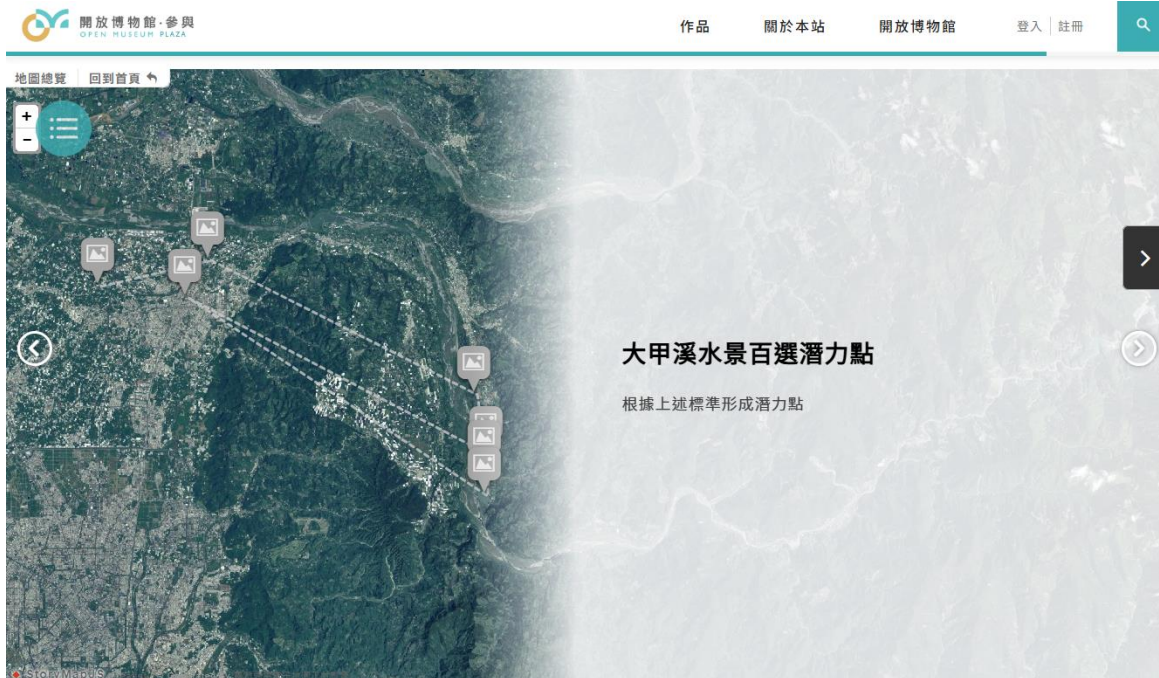 開放博物館·參與
OPEN MUSEUM PLAZA
作品 關於本站 開放博物館 登入 註冊
地圖總覽 回到首頁
+
-
大甲溪水景百選潛力點
根據上述標準形成潛力點
StoryMapJS